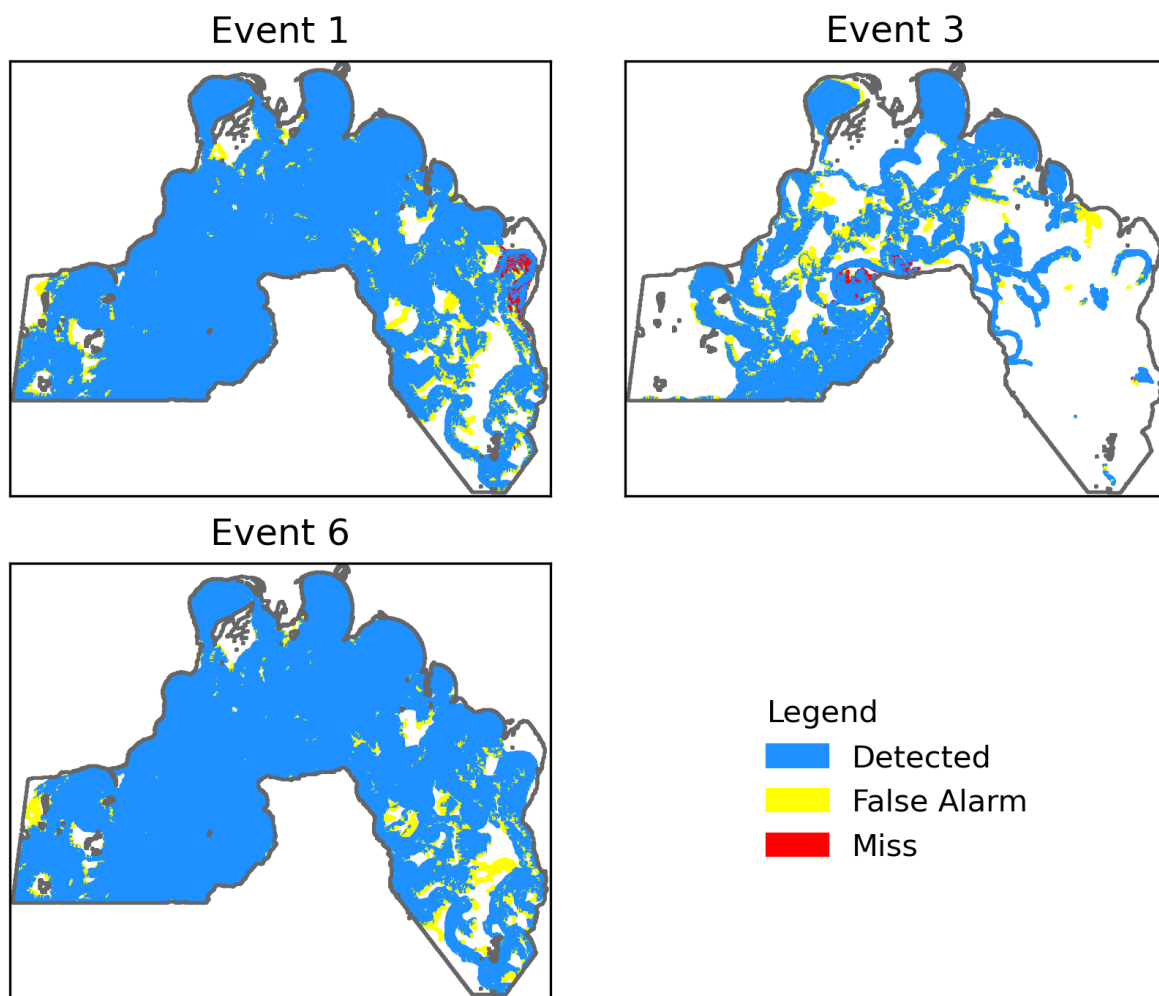 Event 1
Event 3
Event 6
Legend
Detected
False Alarm
Miss